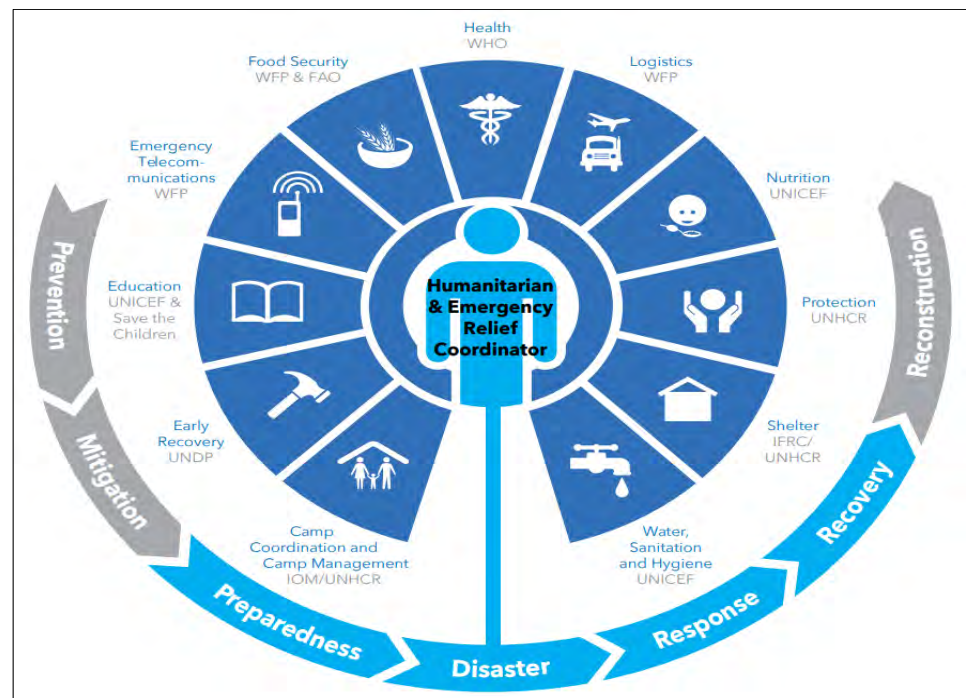 Health
WHO
Logistics
WFP
Nutrition
UNICEF
Protection
UNHCR
Shelter
IFRC/
UNHCR
Water,
Sanitation
and Hygiene
UNICEF
Camp
Coordination and
Camp Management
IOM/UNHCR
Early
Recovery
UNDP
Education
UNICEF &
Save the
Children
Emergency
Telecom-
munications
WFP
Food Security
WFP & FAO
Humanitarian
& Emergency
Relief
Coordinator
Prevention
Mitigation
Preparedness
Disaster
Response
Recovery
Reconstruction